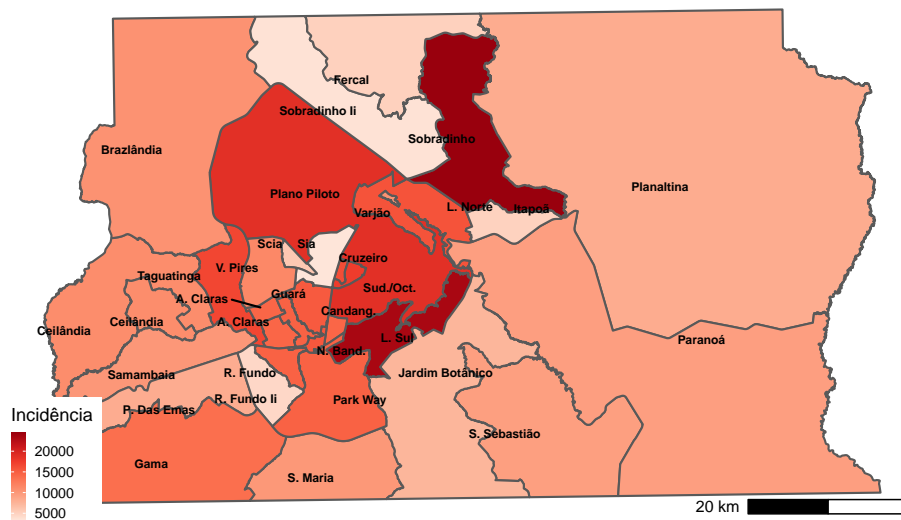 Fercal
Sobradinho Ii
Sobradinho
Brazlândia
Planaltina
Plano Piloto
L. Norte
Itapoã
Varjão
Scia
Sia
Cruzeiro
V. Pires
Taguatinga
Guará
Sud./Oct.
A. Claras
Candang.
Ceilândia
Ceilândia
A. Claras
L. Sul
Paranoá
N. Band.
R. Fundo
Jardim Botânico
Samambaia
R. Fundo Ii
Park Way
P. Das Emas
S. Sebastião
Gama
S. Maria
Incidência
20000
15000
10000
5000
20 km